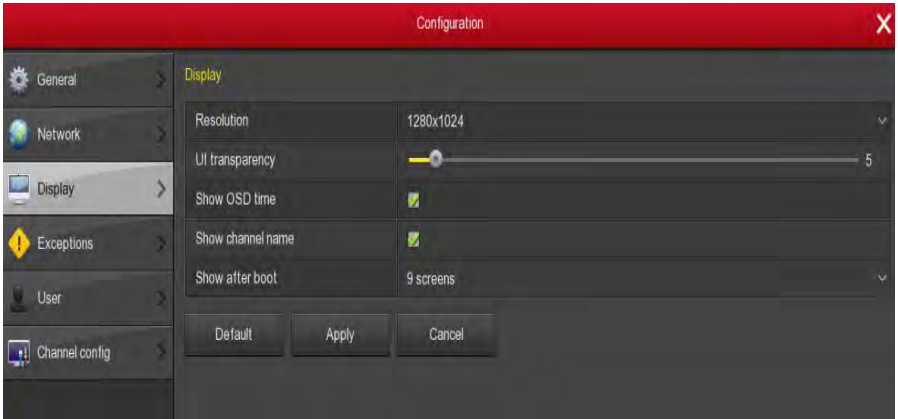 Configuration
X
General
Network
Display
Exceptions
User
Channel config
Display
Resolution 1280x1024
UI transparency 5
Show OSD time
Show channel name
Show after boot 9 screens
Default Apply Cancel